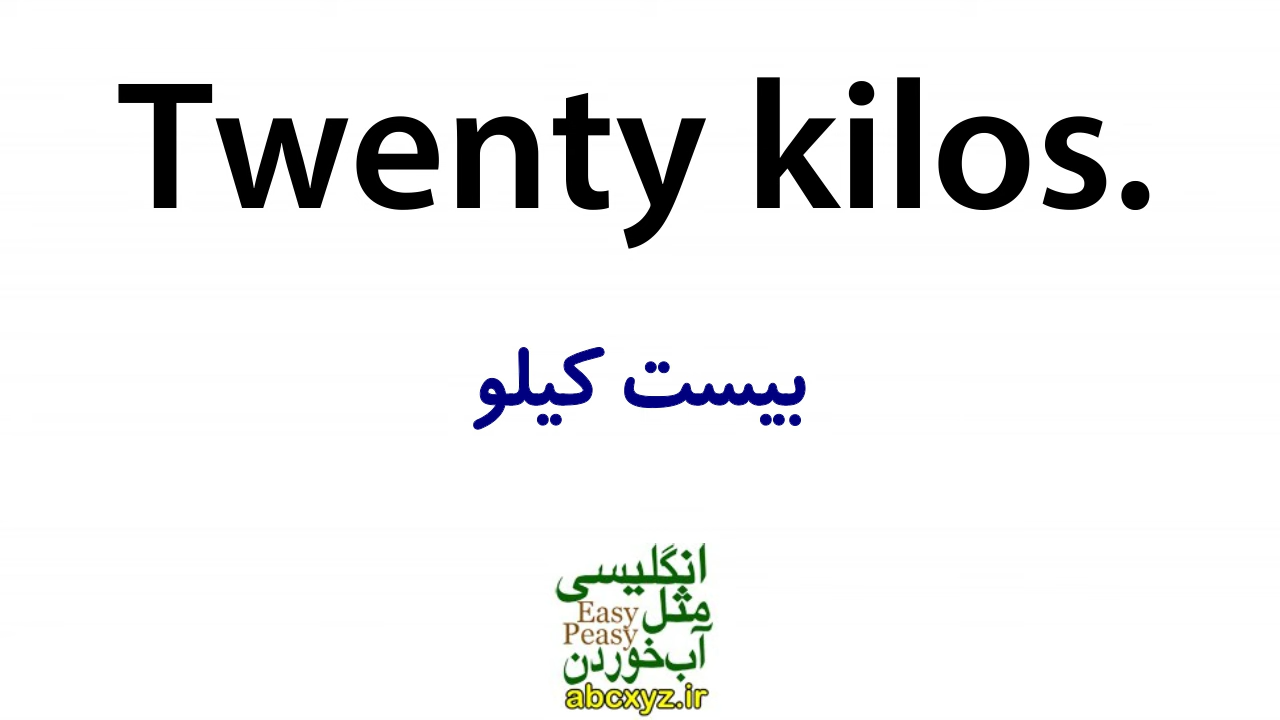 Twenty kilos.
بیست کیلو
انگلیسی
مثل
Easy
Peasy
آب‌خوردن
abcxyz.ir